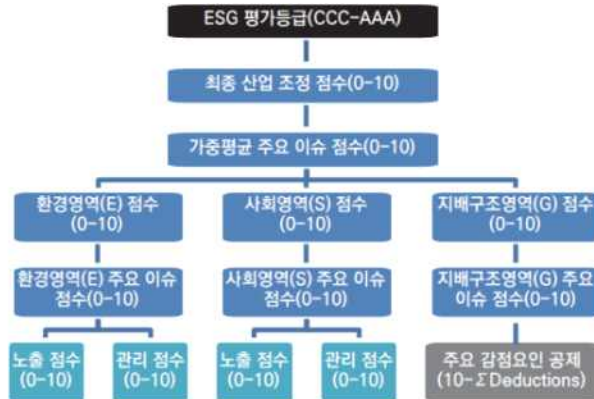 ESG 평가등급(CCC-AAA)
최종 산업 조정 점수(0-10)
가중평균 주요 이슈 점수(0-10)
환경영역(E) 점수
(0-10)
사회영역(S) 점수
(0-10)
지배구조영역(G) 점수
(0-10)
환경영역(E) 주요 이슈
점수(0-10)
사회영역(S) 주요 이슈
점수(0-10)
지배구조영역(G) 주요
이슈 점수(0-10)
노출 점수
(0-10)
관리 점수
(0-10)
노출 점수
(0-10)
관리 점수
(0-10)
주요 감점요인 공제
(10-ΣDeductions)